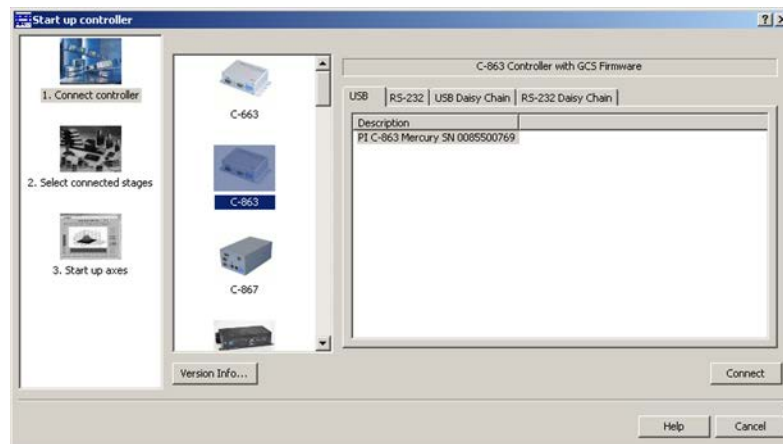 Start up controller
1. Connect controller
2. Select connected stages
3. Start up axes
C-663
C-863
C-867
Version Info...
C-863 Controller with GCS Firmware
USB
RS-232
USB Daisy Chain
RS-232 Daisy Chain
Description
PI C-863 Mercury SN 0085500769
Connect
Help
Cancel